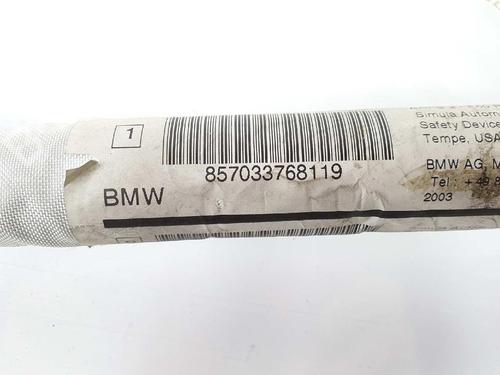 1
857033768119
BMW
Simula Autom
Safety Device
Tempe, USA
BMW AG, M
Tel : +49 8
2003